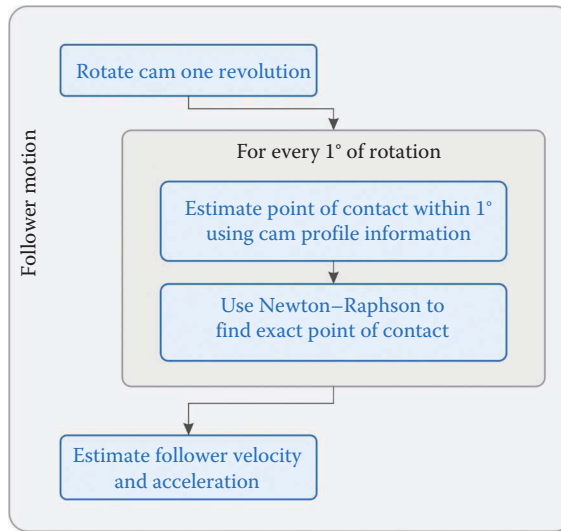 Follower motion
Rotate cam one revolution
For every 1° of rotation
Estimate point of contact within 1°
using cam profile information
Use Newton–Raphson to
find exact point of contact
Estimate follower velocity
and acceleration